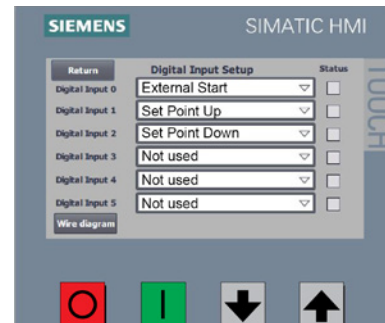 SIEMENS SIMATIC HMI
Return Digital Input Setup Status
Digital Input 0 External Start
Digital Input 1 Set Point Up
Digital Input 2 Set Point Down
Digital Input 3 Not used
Digital Input 4 Not used
Digital Input 5 Not used
Wire diagram
TOUCH